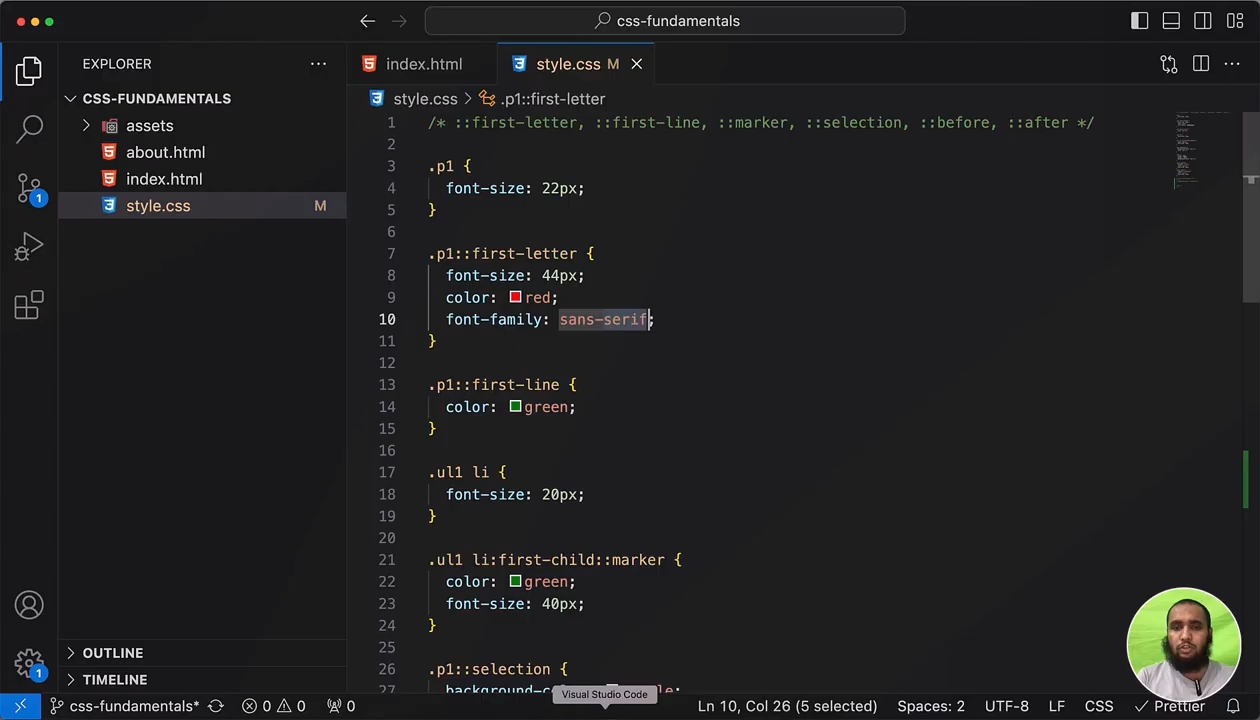 css-fundamentals
EXPLORER
index.html
style.css M
CSS-FUNDAMENTALS
style.css > .p1::first-letter
assets
about.html
index.html
style.css M
1 /* ::first-letter, ::first-line, ::marker, ::selection, ::before, ::after */
2
3 .p1 {
4 font-size: 22px;
5 }
6
7 .p1::first-letter {
8 font-size: 44px;
9 color: red;
10 font-family: sans-serif;
11 }
12
13 .p1::first-line {
14 color: green;
15 }
16
17 .ul1 li {
18 font-size: 20px;
19 }
20
21 .ul1 li:first-child::marker {
22 color: green;
23 font-size: 40px;
24 }
25
26 .p1::selection {
27
1
1
OUTLINE
TIMELINE
Visual Studio Code
css-fundamentals* 0 0 0 Ln 10, Col 26 (5 selected) Spaces: 2 UTF-8 LF CSS Prettier